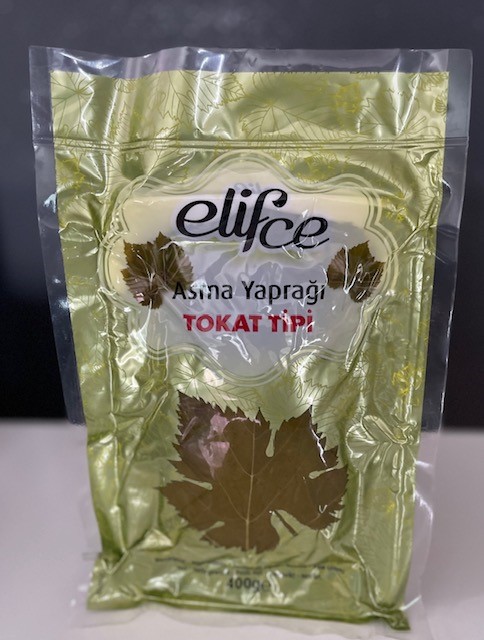 elifce
Asma Yaprağı
TOKAT TİPİ
400g e